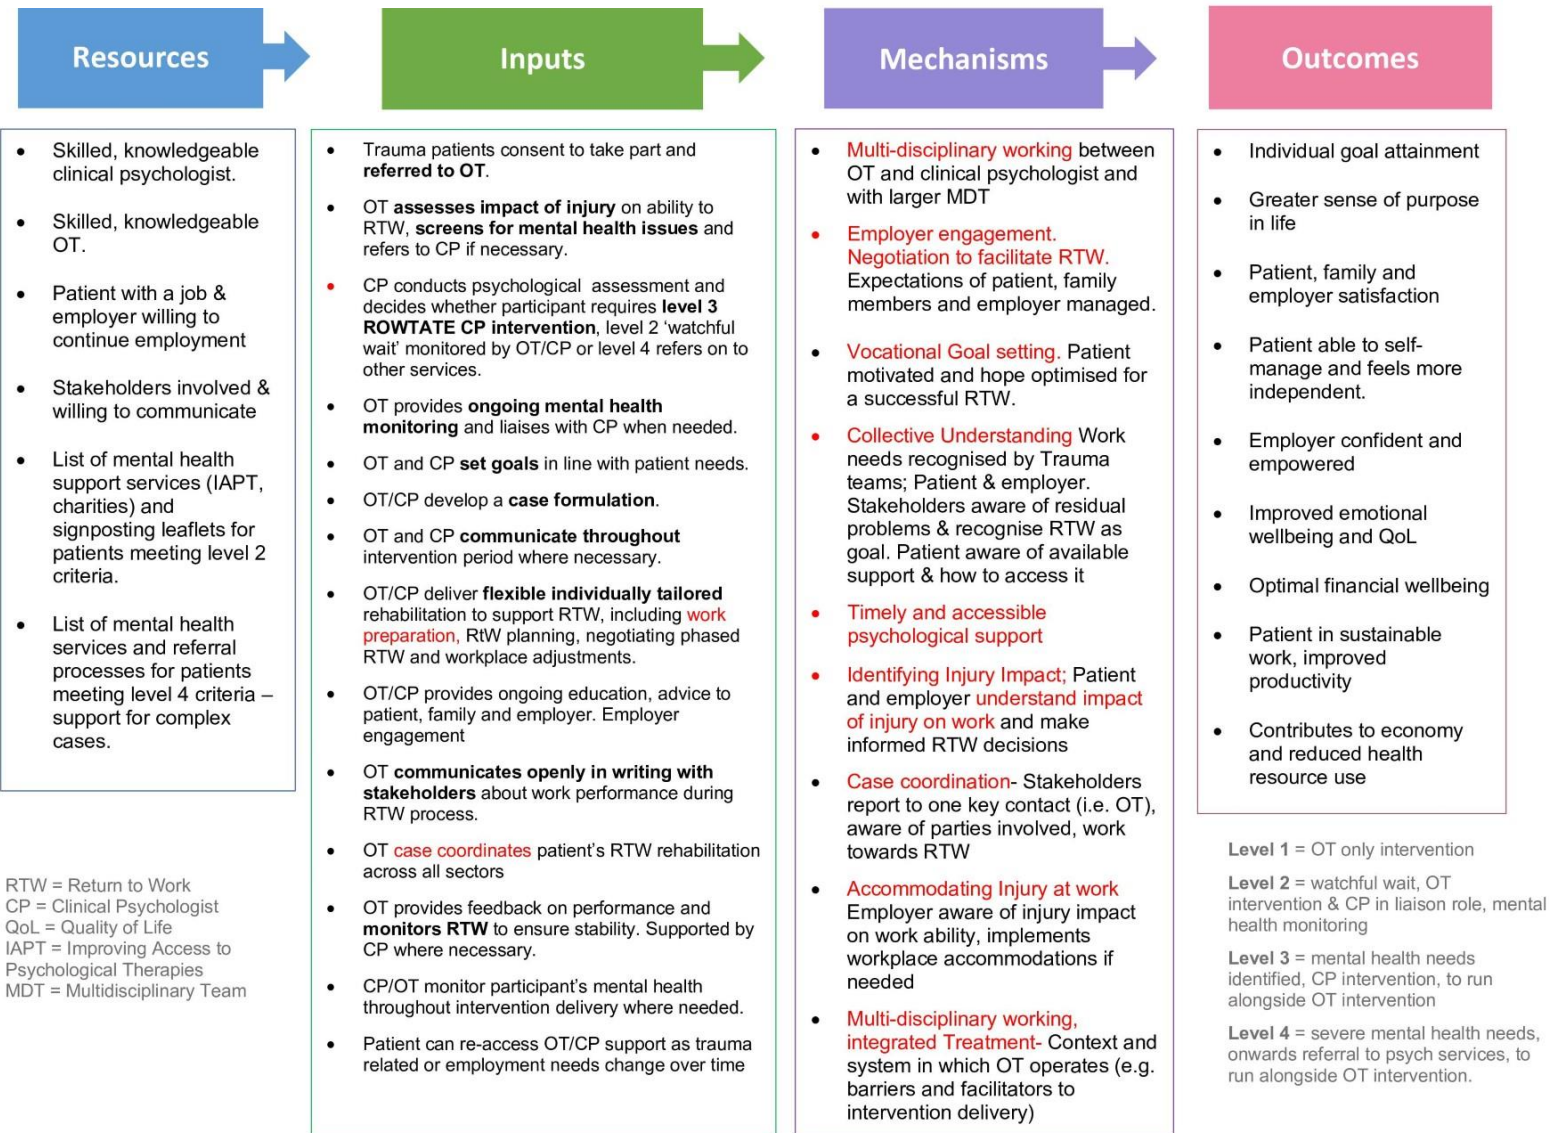 Resources
Inputs
Mechanisms
Outcomes
• Skilled, knowledgeable
clinical psychologist.
• Skilled, knowledgeable
OT.
• Patient with a job &
employer willing to
continue employment
• Stakeholders involved &
willing to communicate
• List of mental health
support services (IAPT,
charities) and
signposting leaflets for
patients meeting level 2
criteria.
• List of mental health
services and referral
processes for patients
meeting level 4 criteria –
support for complex
cases.
RTW = Return to Work
CP = Clinical Psychologist
QoL = Quality of Life
IAPT = Improving Access to
Psychological Therapies
MDT = Multidisciplinary Team
• Trauma patients consent to take part and
referred to OT.
• OT assesses impact of injury on ability to
RTW, screens for mental health issues and
refers to CP if necessary.
• CP conducts psychological assessment and
decides whether participant requires level 3
ROWTATE CP intervention, level 2 ‘watchful
wait’ monitored by OT/CP or level 4 refers on to
other services.
• OT provides ongoing mental health
monitoring and liaises with CP when needed.
• OT and CP set goals in line with patient needs.
• OT/CP develop a case formulation.
• OT and CP communicate throughout
intervention period where necessary.
• OT/CP deliver flexible individually tailored
rehabilitation to support RTW, including work
preparation, RtW planning, negotiating phased
RTW and workplace adjustments.
• OT/CP provides ongoing education, advice to
patient, family and employer. Employer
engagement
• OT communicates openly in writing with
stakeholders about work performance during
RTW process.
• OT case coordinates patient’s RTW rehabilitation
across all sectors
• OT provides feedback on performance and
monitors RTW to ensure stability. Supported by
CP where necessary.
• CP/OT monitor participant’s mental health
throughout intervention delivery where needed.
• Patient can re-access OT/CP support as trauma
related or employment needs change over time
• Multi-disciplinary working between
OT and clinical psychologist and
with larger MDT
• Employer engagement.
Negotiation to facilitate RTW.
Expectations of patient, family
members and employer managed.
• Vocational Goal setting. Patient
motivated and hope optimised for
a successful RTW.
• Collective Understanding Work
needs recognised by Trauma
teams; Patient & employer.
Stakeholders aware of residual
problems & recognise RTW as
goal. Patient aware of available
support & how to access it
• Timely and accessible
psychological support
• Identifying Injury Impact; Patient
and employer understand impact
of injury on work and make
informed RTW decisions
• Case coordination- Stakeholders
report to one key contact (i.e. OT),
aware of parties involved, work
towards RTW
• Accommodating Injury at work
Employer aware of injury impact
on work ability, implements
workplace accommodations if
needed
• Multi-disciplinary working,
integrated Treatment- Context and
system in which OT operates (e.g.
barriers and facilitators to
intervention delivery)
• Individual goal attainment
• Greater sense of purpose
in life
• Patient, family and
employer satisfaction
• Patient able to self-
manage and feels more
independent.
• Employer confident and
empowered
• Improved emotional
wellbeing and QoL
• Optimal financial wellbeing
• Patient in sustainable
work, improved
productivity
• Contributes to economy
and reduced health
resource use
Level 1 = OT only intervention
Level 2 = watchful wait, OT
intervention & CP in liaison role, mental
health monitoring
Level 3 = mental health needs
identified, CP intervention, to run
alongside OT intervention
Level 4 = severe mental health needs,
onwards referral to psych services, to
run alongside OT intervention.